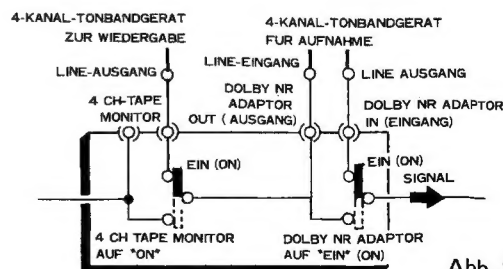 4-KANAL-TONBANDGERAT
ZUR WIEDERGABE
4-KANAL-TONBANDGERAT
FUR AUFNAHME
LINE-AUSGANG
LINE-EINGANG
LINE AUSGANG
4 CH-TAPE
MONITOR
DOLBY NR
ADAPTOR
OUT (AUSGANG)
DOLBY NR ADAPTOR
IN (EINGANG)
EIN (ON)
EIN (ON)
SIGNAL
4 CH TAPE MONITOR
AUF "ON"
DOLBY NR ADAPTOR
AUF "EIN" (ON)
Abb.